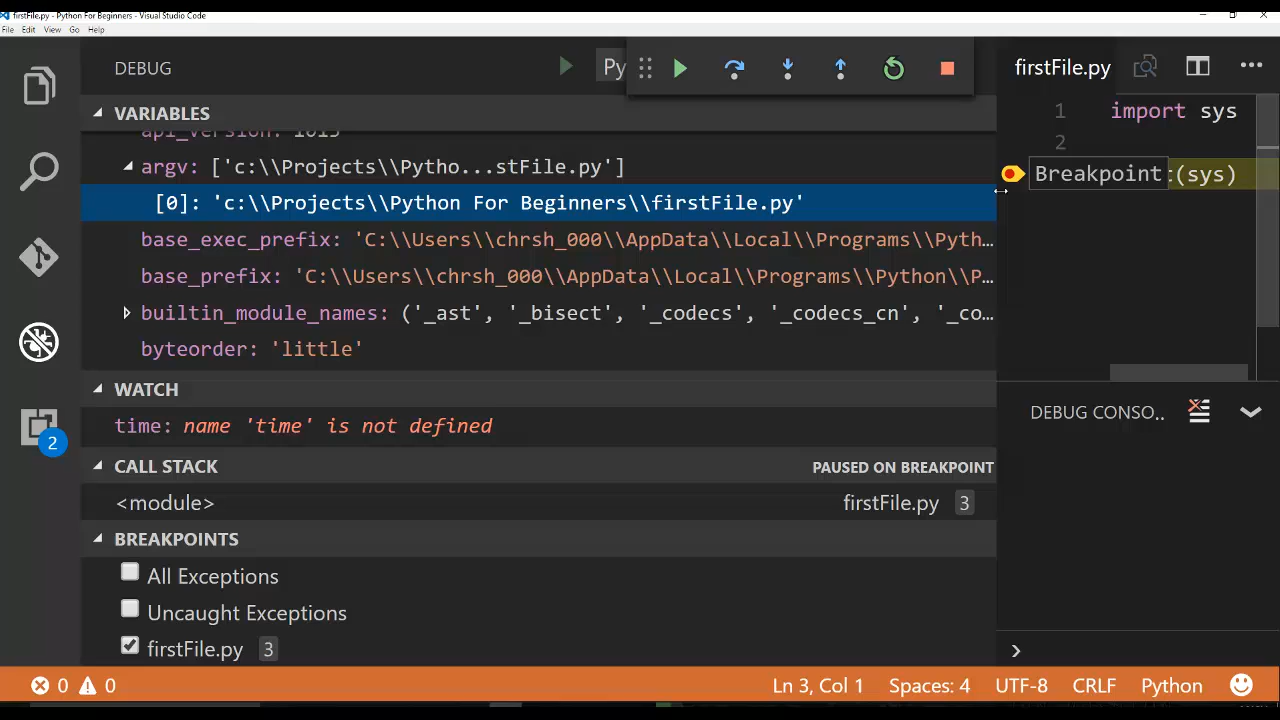 firstFile.py - Python For Beginners - Visual Studio Code
File Edit View Go Help
DEBUG
Py
firstFile.py
VARIABLES
api_version: 1013
argv: ['c:\\Projects\\Pytho...stFile.py']
[0]: 'c:\\Projects\\Python For Beginners\\firstFile.py'
base_exec_prefix: 'C:\\Users\\chrsh_000\\AppData\\Local\\Programs\\Pyth…
base_prefix: 'C:\\Users\\chrsh_000\\AppData\\Local\\Programs\\Python\\P…
builtin_module_names: ('_ast', '_bisect', '_codecs', '_codecs_cn', '_co…
byteorder: 'little'
WATCH
time: name 'time' is not defined
CALL STACK PAUSED ON BREAKPOINT
<module> firstFile.py 3
BREAKPOINTS
All Exceptions
Uncaught Exceptions
firstFile.py 3
1 import sys
2
Breakpoint t(sys)
DEBUG CONSO..
0 0 Ln 3, Col 1 Spaces: 4 UTF-8 CRLF Python
2